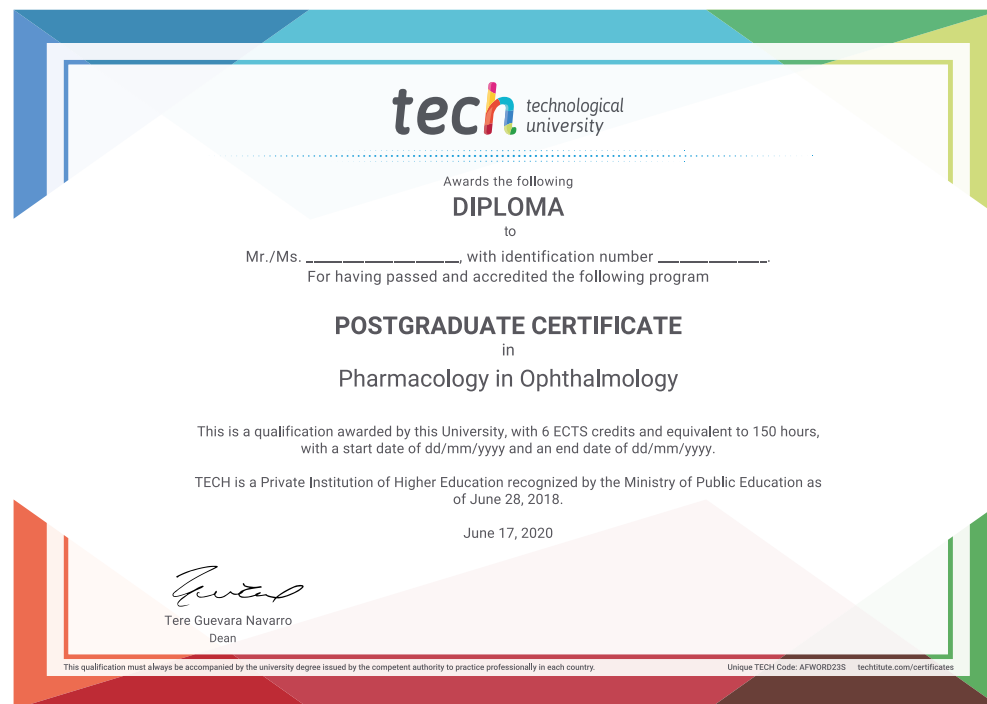 tech technological
university
Awards the following
DIPLOMA
to
Mr./Ms. ____________________, with identification number ______________.
For having passed and accredited the following program
POSTGRADUATE CERTIFICATE
in
Pharmacology in Ophthalmology
This is a qualification awarded by this University, with 6 ECTS credits and equivalent to 150 hours,
with a start date of dd/mm/yyyy and an end date of dd/mm/yyyy.
TECH is a Private Institution of Higher Education recognized by the Ministry of Public Education as
of June 28, 2018.
June 17, 2020
Tere Guevara Navarro
Dean
This qualification must always be accompanied by the university degree issued by the competent authority to practice professionally in each country.
Unique TECH Code: AFWORD23S techtitute.com/certificates